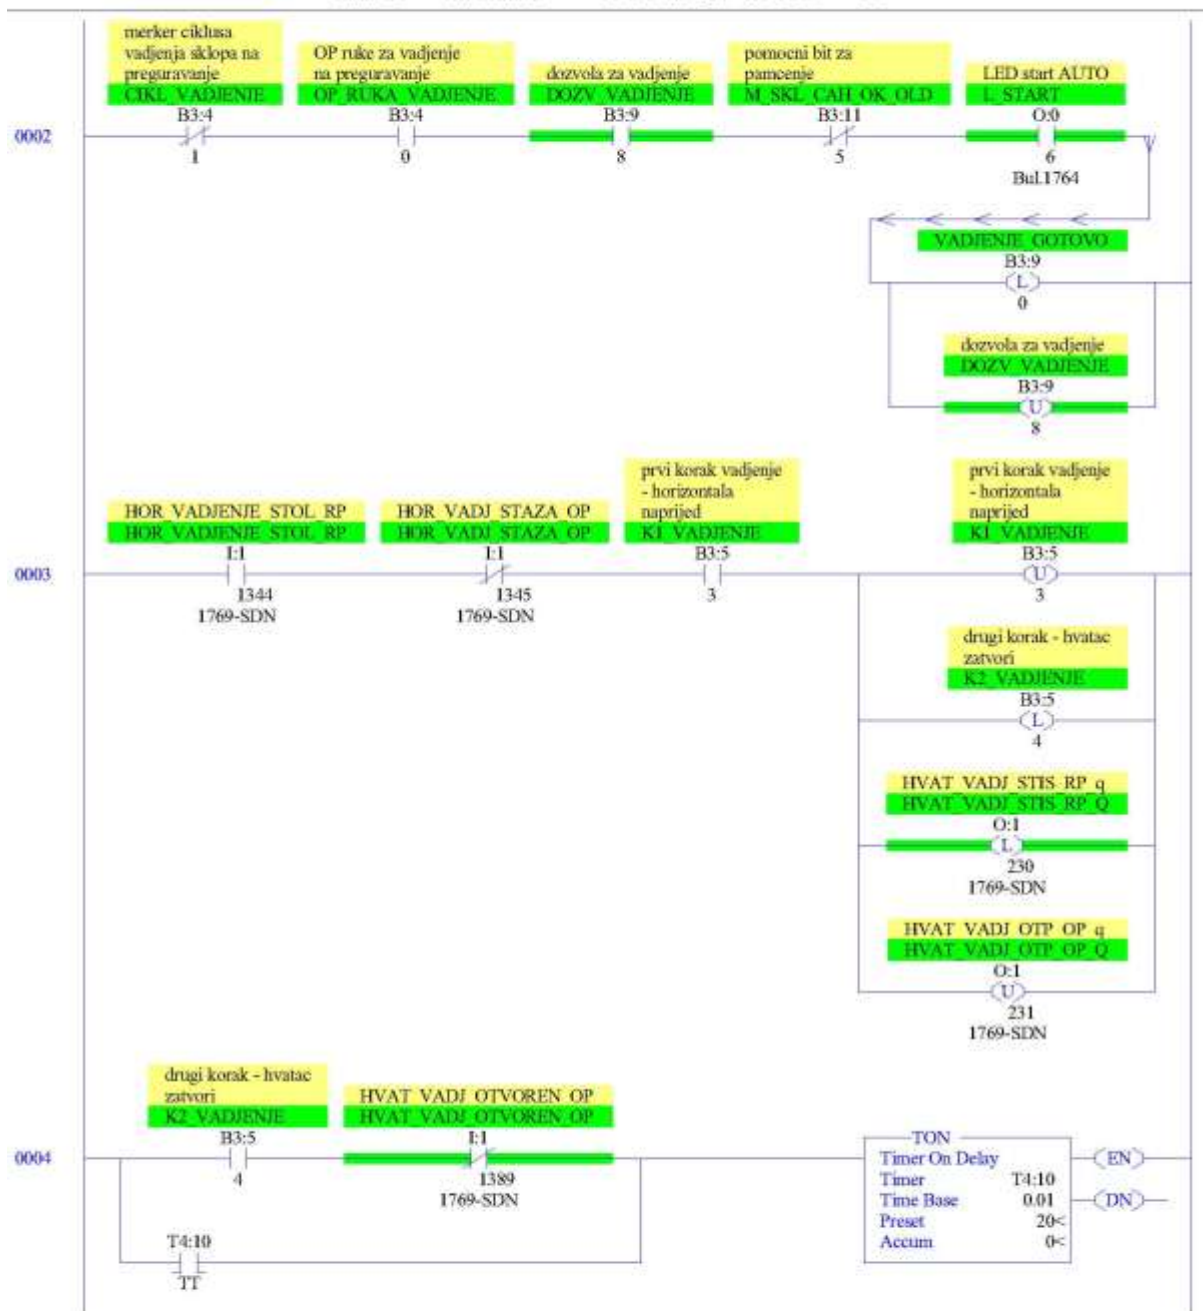 merker ciklusa
vadjenja sklopa na
preguravanje
CIKL_VADJENJE
B3:4
1
OP ruke za vadjenje
na preguravanje
OP_RUKA_VADJENJE
B3:4
0
dozvola za vadjenje
DOZV_VADJENJE
B3:9
8
pomocni bit za
pamcenje
M_SKL_CAH_OK_OLD
B3:11
5
LED start AUTO
L_START
O:0
6
Bul.1764
0002
VADJENJE_GOTOVO
B3:9
L
0
dozvola za vadjenje
DOZV_VADJENJE
B3:9
U
8
HOR_VADJENJE_STOL_RP
HOR_VADJENJE_STOL_RP
I:1
1344
1769-SDN
HOR_VADJ_STAZA_OP
HOR_VADJ_STAZA_OP
I:1
1345
1769-SDN
prvi korak vadjenje
- horizontala
naprijed
K1_VADJENJE
B3:5
3
prvi korak vadjenje
- horizontala
naprijed
K1_VADJENJE
B3:5
U
3
0003
drugi korak - hvatac
zatvori
K2_VADJENJE
B3:5
L
4
HVAT_VADJ_STIS_RP_q
HVAT_VADJ_STIS_RP_Q
O:1
L
230
1769-SDN
HVAT_VADJ_OTP_OP_q
HVAT_VADJ_OTP_OP_Q
O:1
U
231
1769-SDN
drugi korak - hvatac
zatvori
K2_VADJENJE
B3:5
4
HVAT_VADJ_OTVOREN_OP
HVAT_VADJ_OTVOREN_OP
I:1
1389
1769-SDN
0004
TON
Timer On Delay
Timer T4:10
Time Base 0.01
Preset 20<
Accum 0<
EN
DN
T4:10
TT